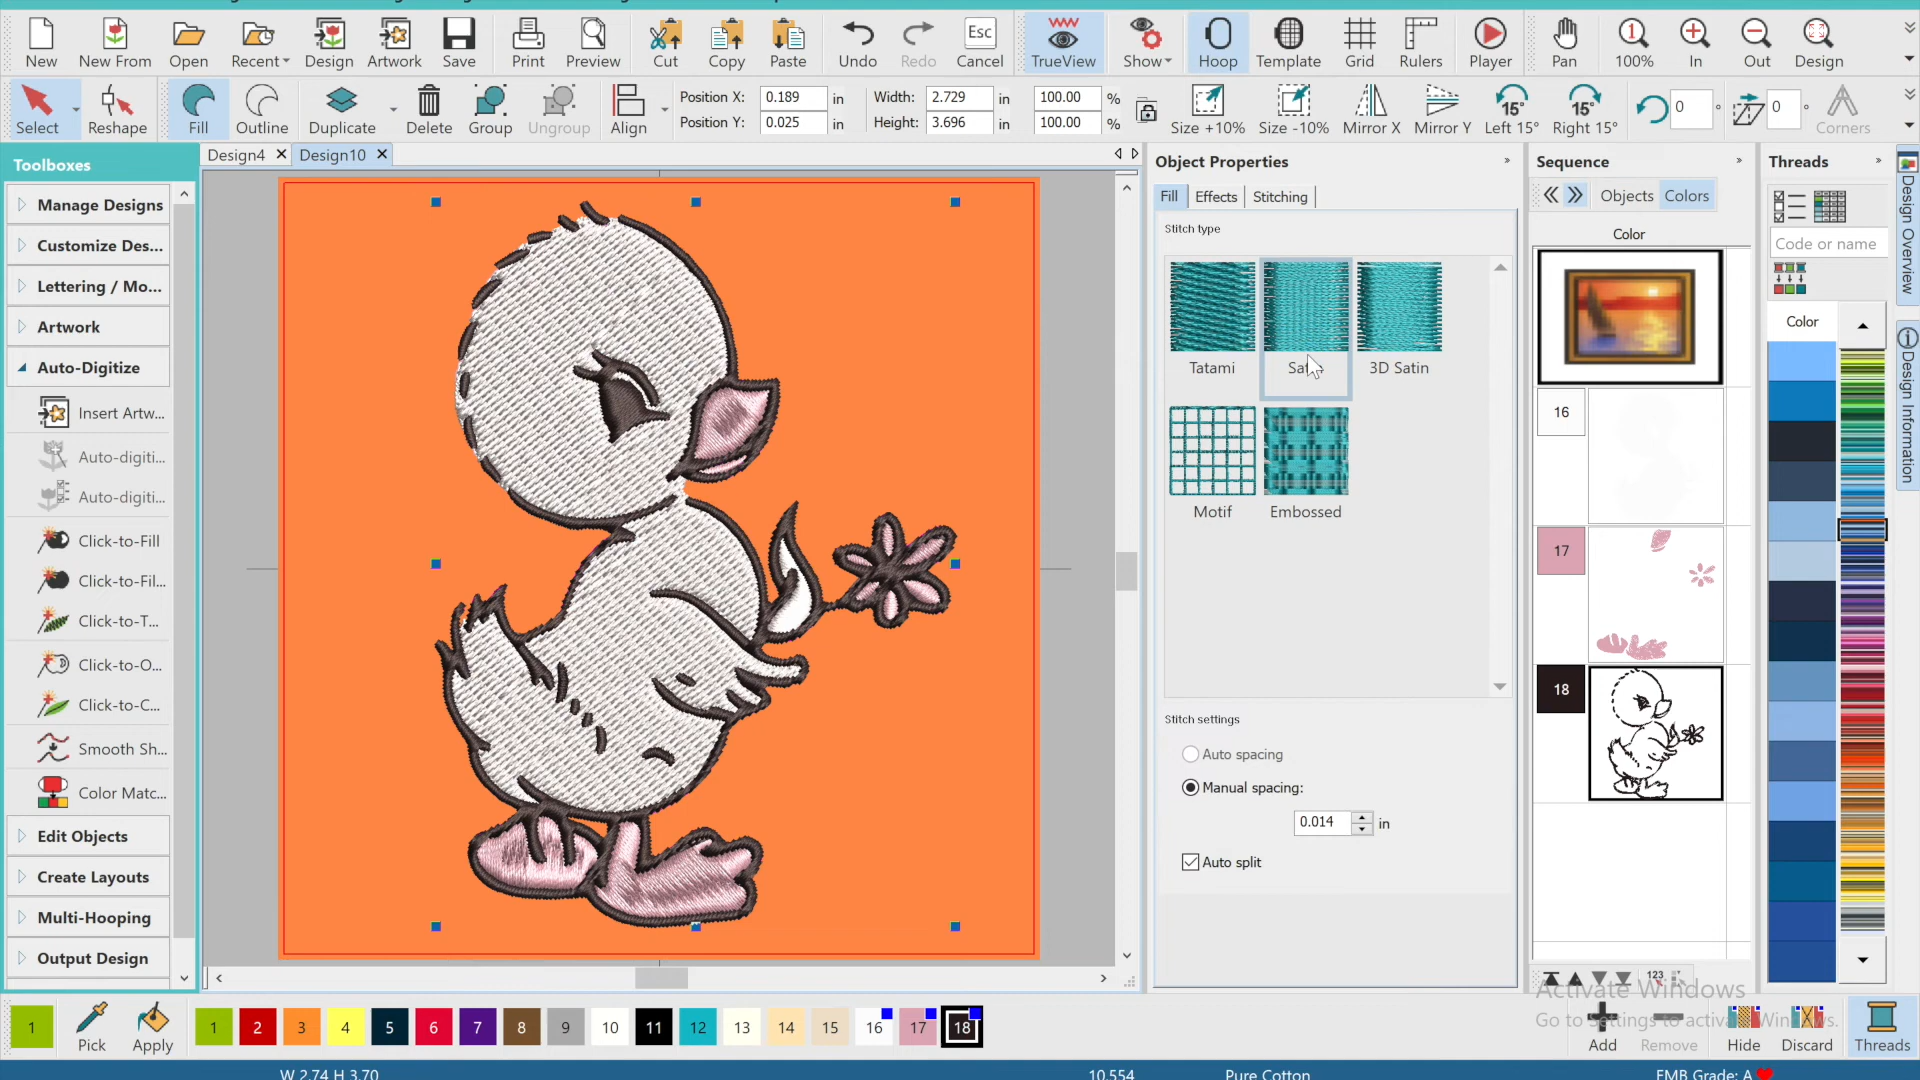 New
New From
Open
Recent
Design
Artwork
Save
Print
Preview
Cut
Copy
Paste
Undo
Redo
Esc
Cancel
TrueView
Show
Hoop
Template
Grid
Rulers
Player
Pan
1
100%
In
Out
Design
Select
Reshape
Fill
Outline
Duplicate
Delete
Group
Ungroup
Align
Position X: 0.189 in
Position Y: 0.025 in
Width: 2.729 in 100.00 %
Height: 3.696 in 100.00 %
Size +10%
Size -10%
Mirror X
Mirror Y
15°
Left 15°
15°
Right 15°
0 °
0 °
Corners
Toolboxes
Manage Designs
Customize Des...
Lettering / Mo...
Artwork
Auto-Digitize
Insert Artw...
Auto-digiti...
Auto-digiti...
Click-to-Fill
Click-to-Fil...
Click-to-T...
Click-to-O...
Click-to-C...
Smooth Sh...
Color Matc...
Edit Objects
Create Layouts
Multi-Hooping
Output Design
Design4
Design10
Object Properties
Fill
Effects
Stitching
Stitch type
Tatami
3D Satin
Motif
Embossed
Stitch settings
Auto spacing
Manual spacing:
0.014 in
Auto split
Sequence
Objects
Colors
Color
16
17
18
123
Threads
Code or name
Color
Design Overview
Design Information
Activate Windows
Go to Settings to activate Windows.
1
Pick
Apply
1 2 3 4 5 6 7 8 9 10 11 12 13 14 15 16 17 18
Add
Remove
Hide
Discard
Threads
W 2.74 H 3.70
10,554
Pure Cotton
EMB Grade: A